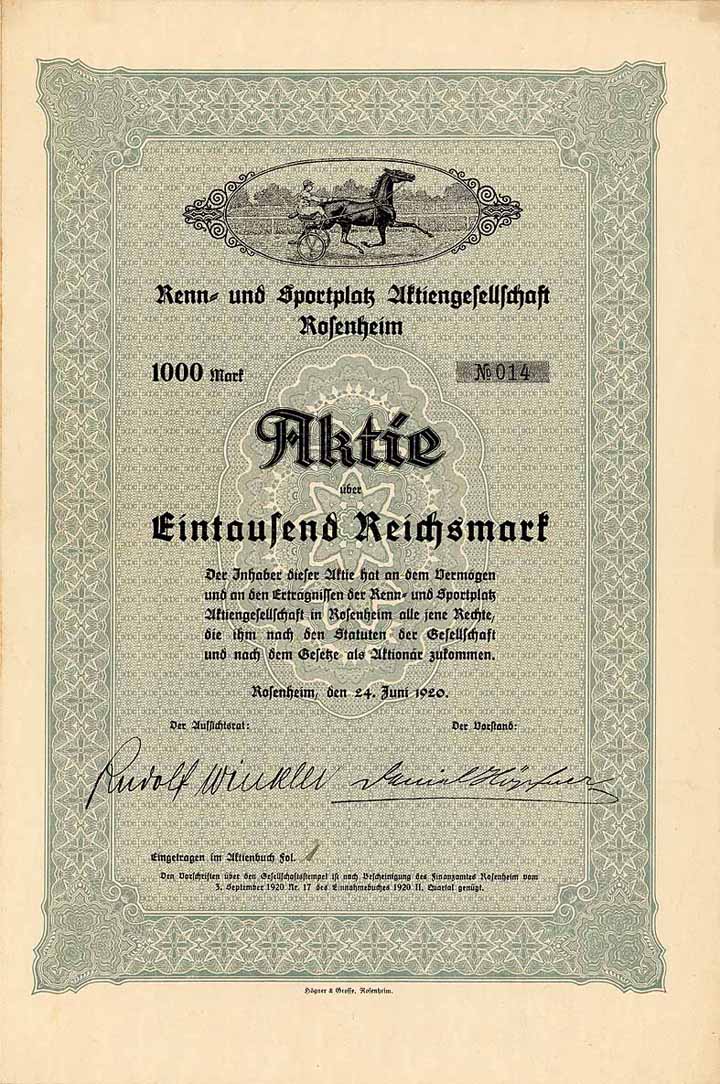 Renn- und Sportplatz Aktiengesellschaft
Rosenheim
1000 Mark
№ 014
Aktie
über
Eintausend Reichsmark
Der Inhaber dieser Aktie hat an dem Vermögen
und an den Erträgnissen der Renn- und Sportplatz
Aktiengesellschaft in Rosenheim alle jene Rechte,
die ihm nach den Statuten der Gesellschaft
und nach dem Gesetze als Aktionär zukommen.
Rosenheim, den 24. Juni 1920.
Der Aufsichtsrat:
Der Vorstand:
Rudolf Winkler
Daniel Höpfner
Eingetragen im Aktienbuch Fol. 1
Den Vorschriften über den Gesellschaftsstempel ist nach Bescheinigung des Finanzamtes Rosenheim vom
3. September 1920 Nr. 17 des Einnahmebuches 1920 II. Quartal genügt.
Högner & Grosse, Rosenheim.